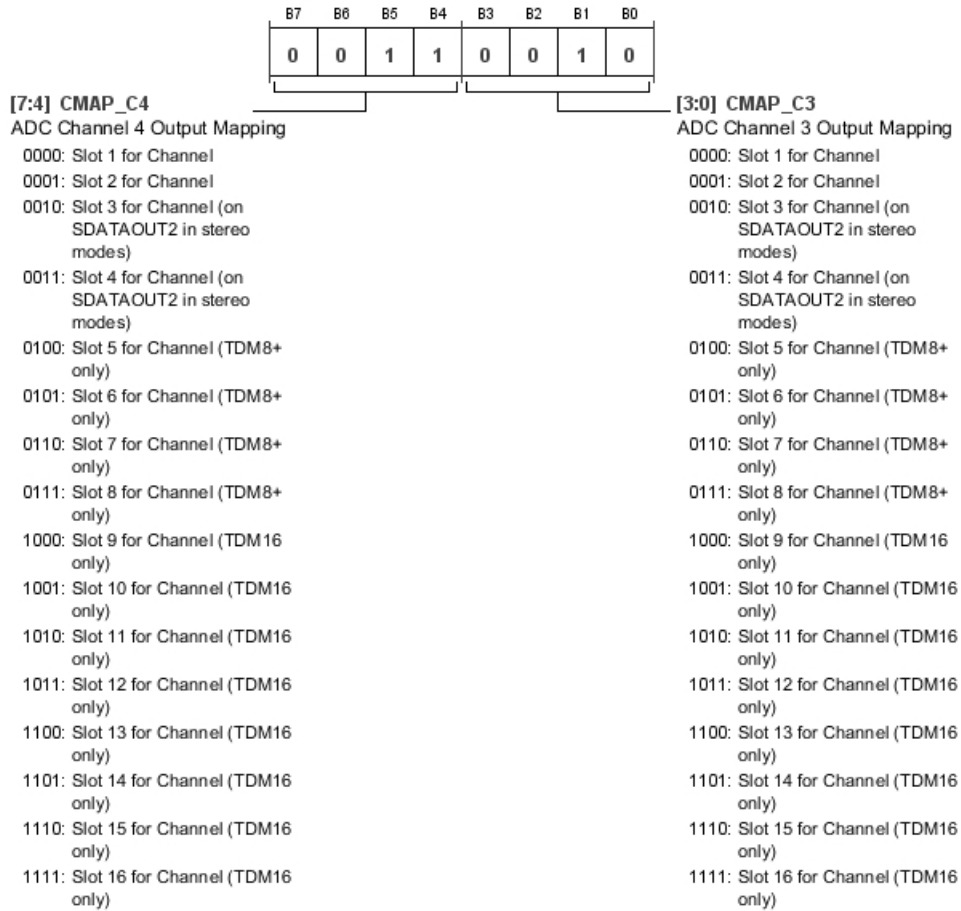 B7 B6 B5 B4 B3 B2 B1 B0
0 0 1 1 0 0 1 0
[7:4] CMAP_C4
ADC Channel 4 Output Mapping
0000: Slot 1 for Channel
0001: Slot 2 for Channel
0010: Slot 3 for Channel (on
SDATAOUT2 in stereo
modes)
0011: Slot 4 for Channel (on
SDATAOUT2 in stereo
modes)
0100: Slot 5 for Channel (TDM8+
only)
0101: Slot 6 for Channel (TDM8+
only)
0110: Slot 7 for Channel (TDM8+
only)
0111: Slot 8 for Channel (TDM8+
only)
1000: Slot 9 for Channel (TDM16
only)
1001: Slot 10 for Channel (TDM16
only)
1010: Slot 11 for Channel (TDM16
only)
1011: Slot 12 for Channel (TDM16
only)
1100: Slot 13 for Channel (TDM16
only)
1101: Slot 14 for Channel (TDM16
only)
1110: Slot 15 for Channel (TDM16
only)
1111: Slot 16 for Channel (TDM16
only)
[3:0] CMAP_C3
ADC Channel 3 Output Mapping
0000: Slot 1 for Channel
0001: Slot 2 for Channel
0010: Slot 3 for Channel (on
SDATAOUT2 in stereo
modes)
0011: Slot 4 for Channel (on
SDATAOUT2 in stereo
modes)
0100: Slot 5 for Channel (TDM8+
only)
0101: Slot 6 for Channel (TDM8+
only)
0110: Slot 7 for Channel (TDM8+
only)
0111: Slot 8 for Channel (TDM8+
only)
1000: Slot 9 for Channel (TDM16
only)
1001: Slot 10 for Channel (TDM16
only)
1010: Slot 11 for Channel (TDM16
only)
1011: Slot 12 for Channel (TDM16
only)
1100: Slot 13 for Channel (TDM16
only)
1101: Slot 14 for Channel (TDM16
only)
1110: Slot 15 for Channel (TDM16
only)
1111: Slot 16 for Channel (TDM16
only)